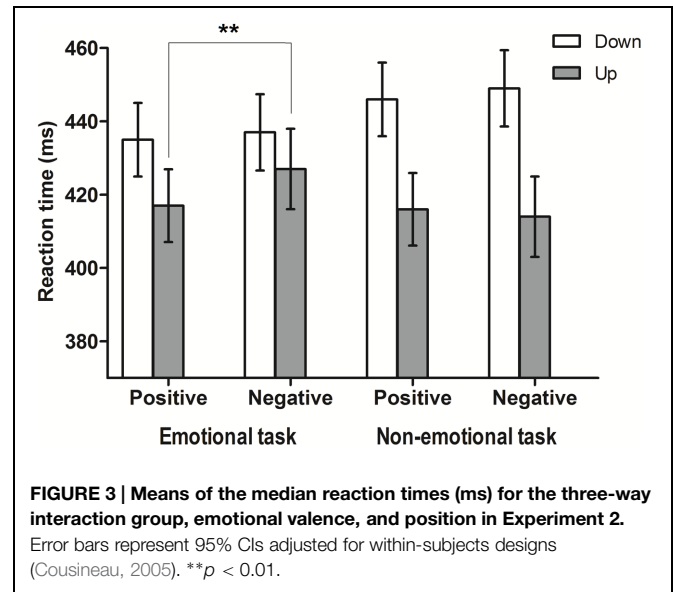 **
460
440
420
400
380
Reaction time (ms)
Down
Up
Positive Negative Positive Negative
Emotional task Non-emotional task
FIGURE 3 | Means of the median reaction times (ms) for the three-way
interaction group, emotional valence, and position in Experiment 2.
Error bars represent 95% CIs adjusted for within-subjects designs
(Cousineau, 2005). **p < 0.01.